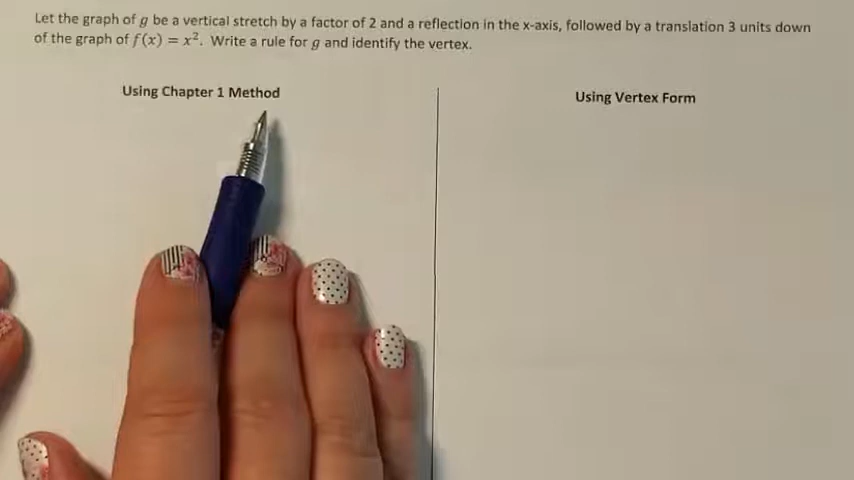 Let the graph of g be a vertical stretch by a factor of 2 and a reflection in the x-axis, followed by a translation 3 units down
of the graph of f(x) = x². Write a rule for g and identify the vertex.
Using Chapter 1 Method
Using Vertex Form